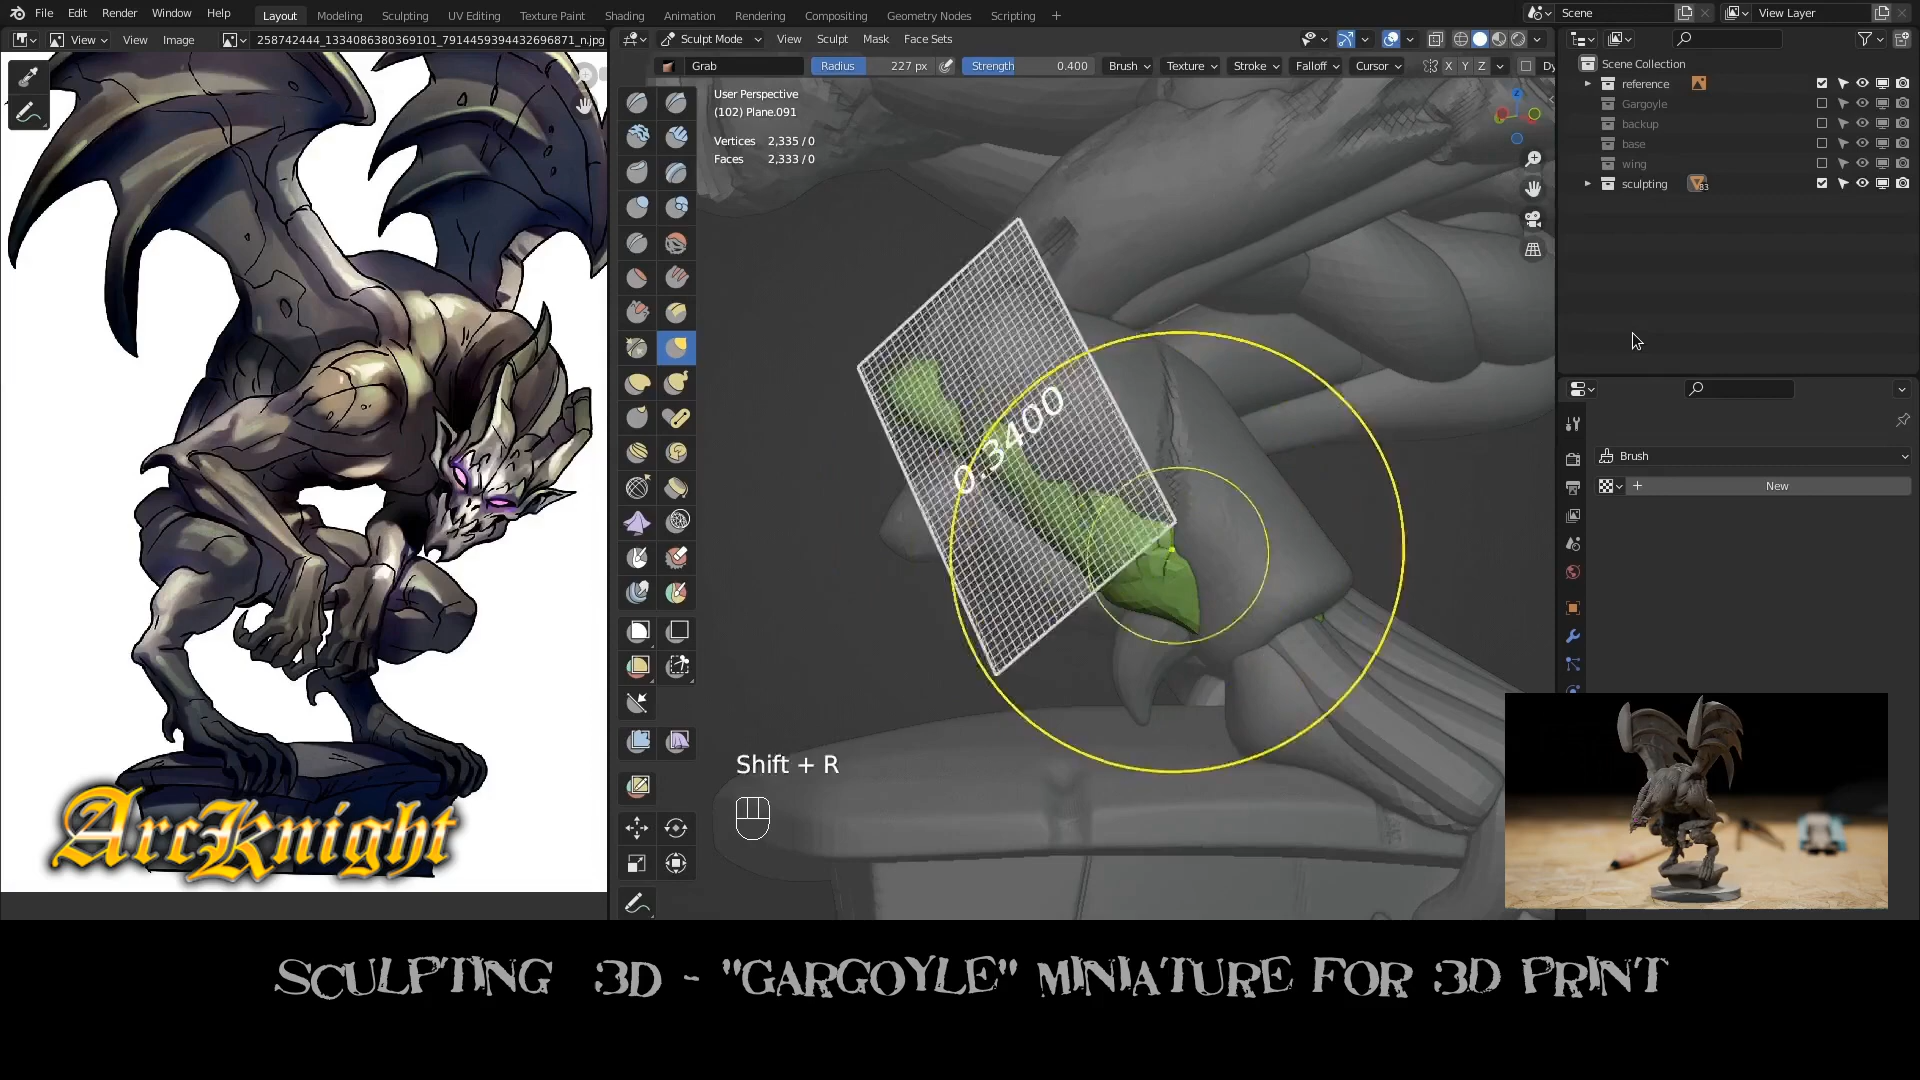 File Edit Render Window Help
Layout Modeling Sculpting UV Editing Texture Paint Shading Animation Rendering Compositing Geometry Nodes Scripting +
Scene
View Layer
View View Image 258742444_1334086380369101_7914459394432696871_n.jpg
Sculpt Mode View Sculpt Mask Face Sets
Grab Radius 227 px Strength 0.400 Brush Texture Stroke Falloff Cursor X Y Z Dy
User Perspective
(102) Plane.091
Vertices 2,335 / 0
Faces 2,333 / 0
Scene Collection
reference
Gargoyle
backup
base
wing
sculpting 33
Brush
+ New
0.3400
Z
Shift + R
ArcKnight
SCULPTING 3D - "GARGOYLE" MINIATURE FOR 3D PRINT